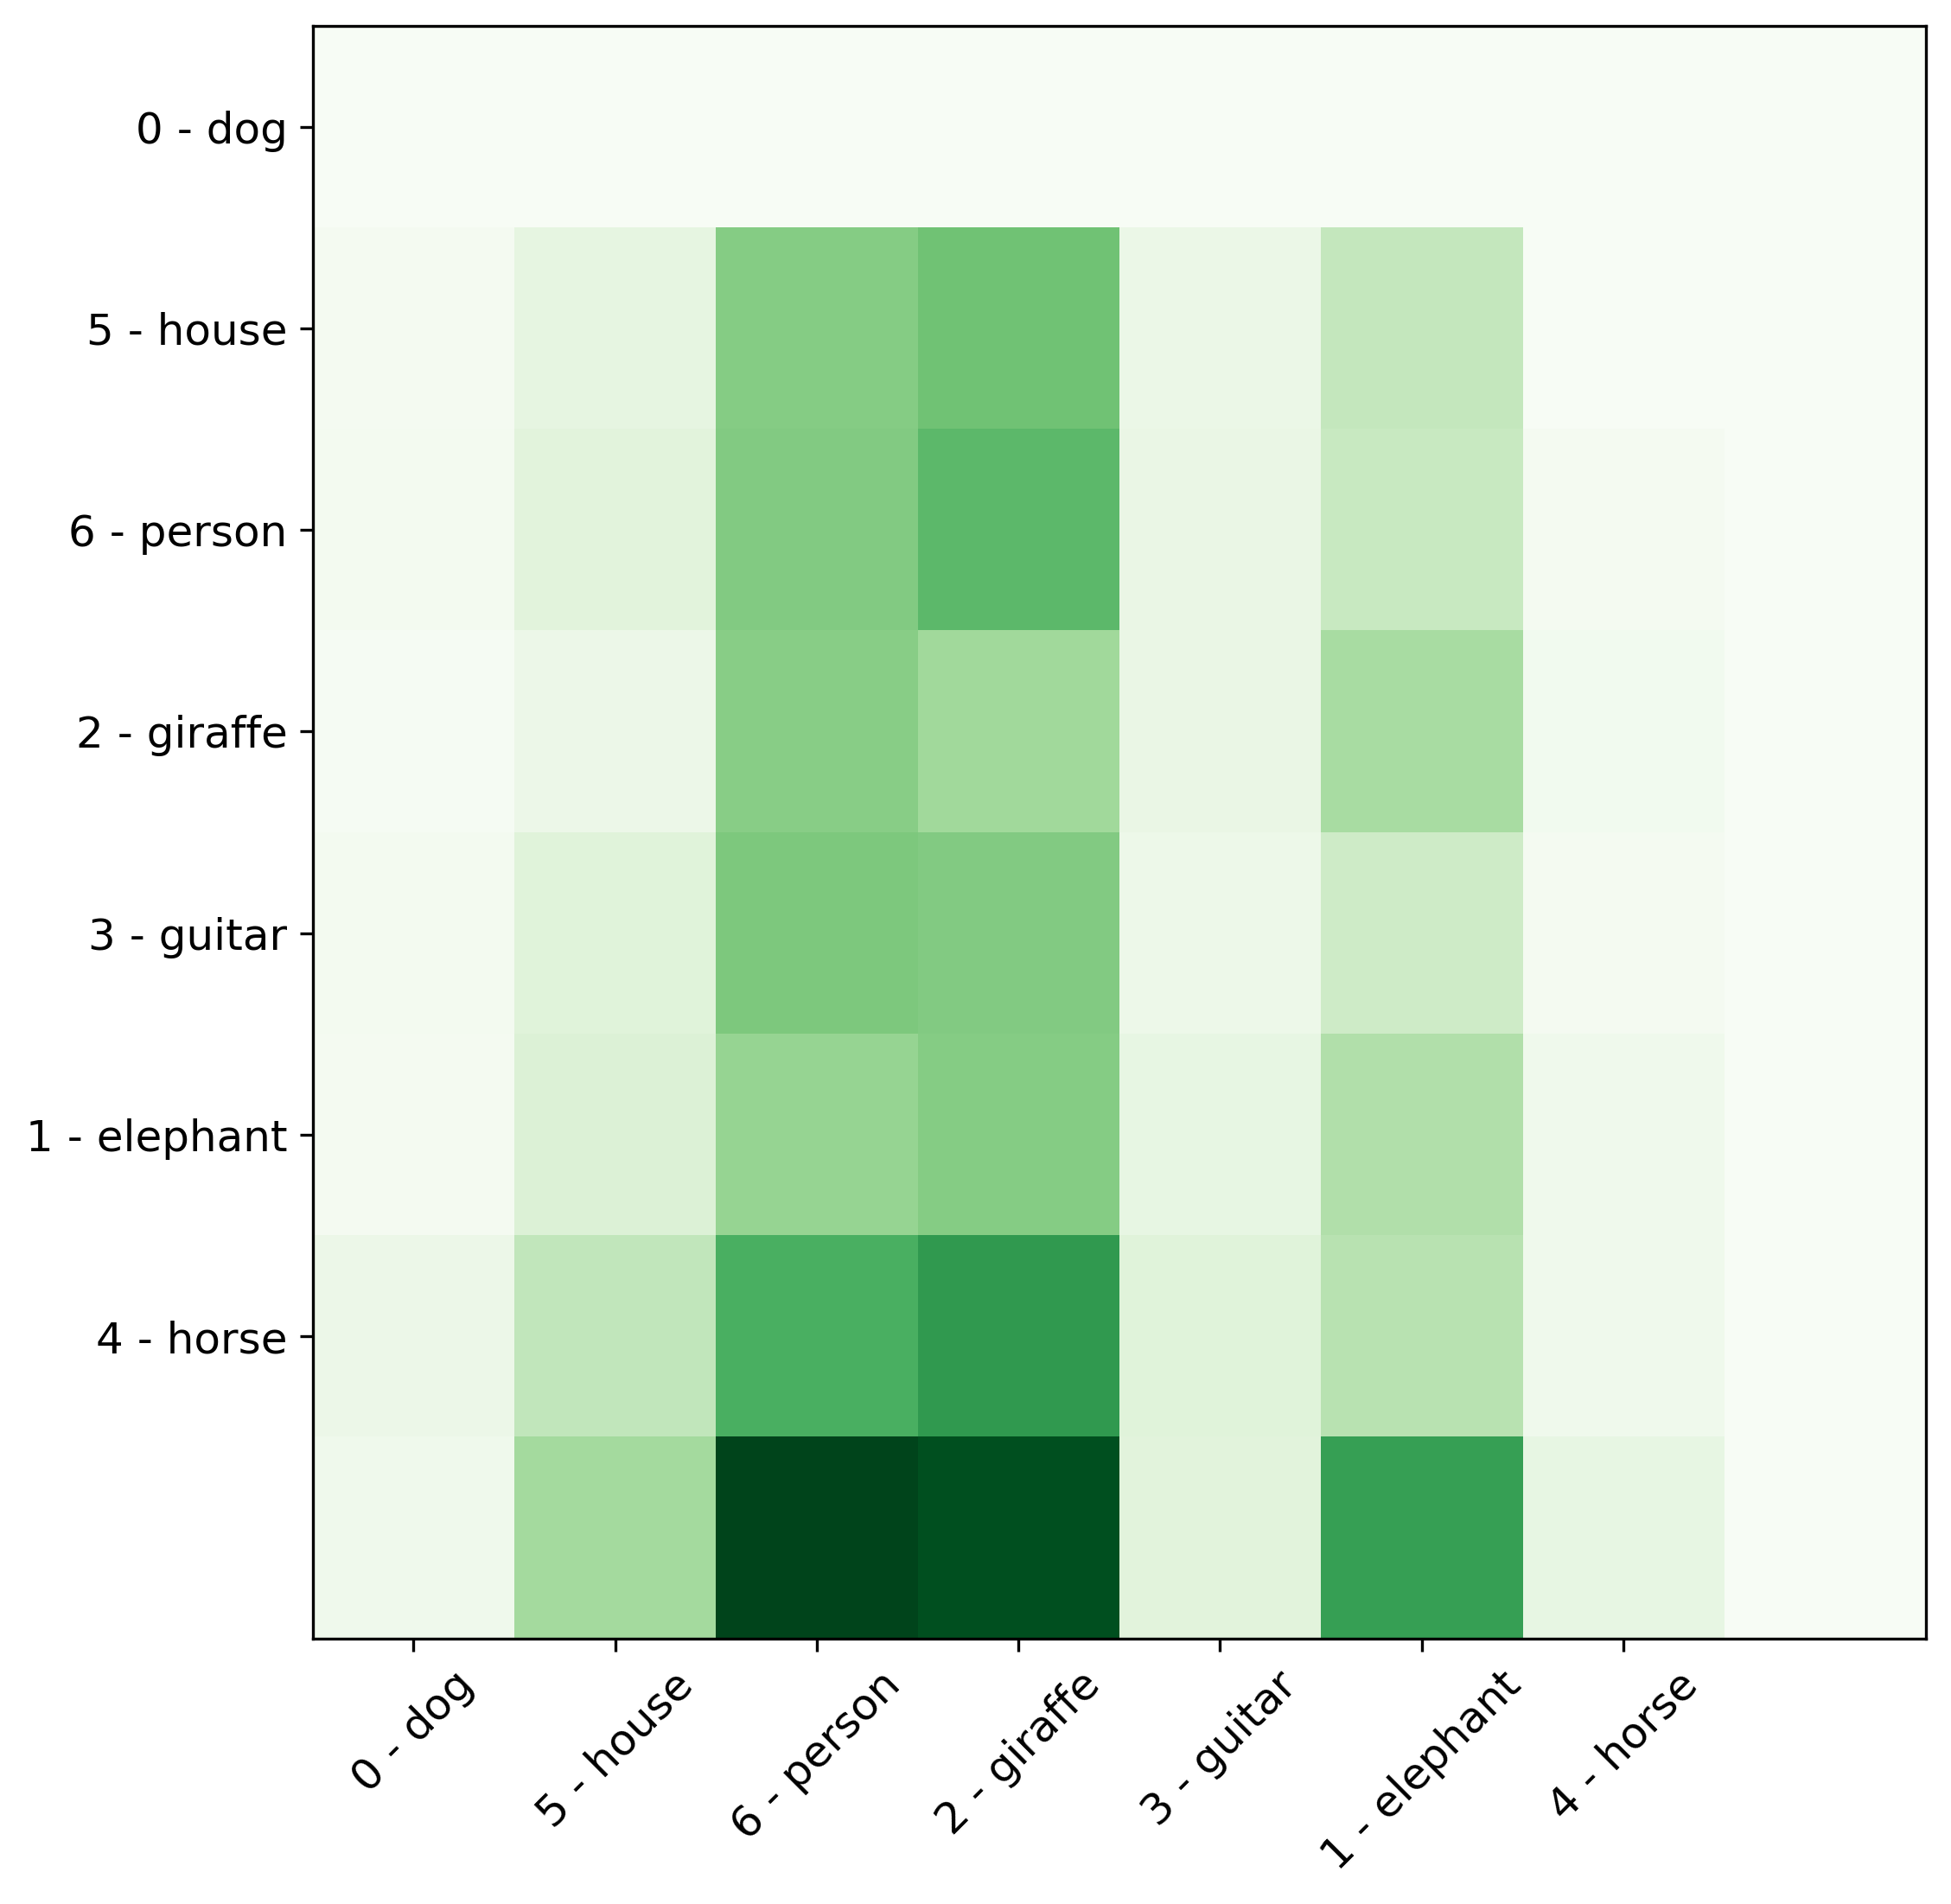 0 - dog
5 - house
6 - person
2 - giraffe
3 - guitar
1 - elephant
4 - horse
0 - dog
5 - house
6 - person
2 - giraffe
3 - guitar
1 - elephant
4 - horse